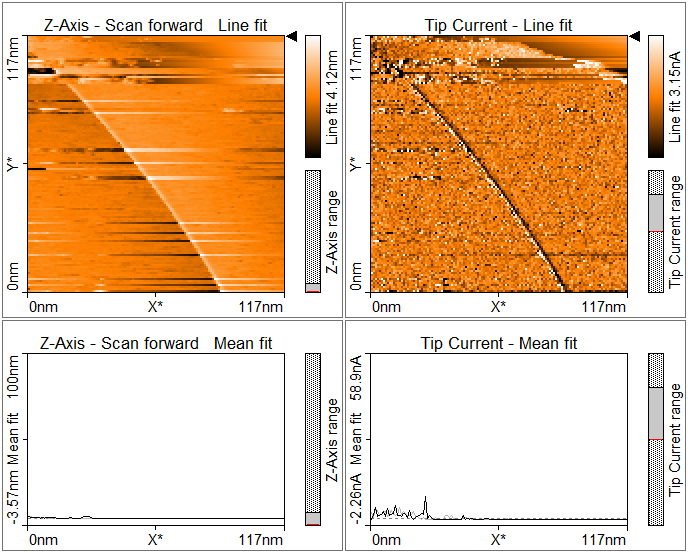 Z-Axis - Scan forward Line fit
117nm
Y*
0nm
0nm X* 117nm
Line fit 4.12nm
Z-Axis range
Tip Current - Line fit
117nm
Y*
0nm
0nm X* 117nm
Line fit 3.15nA
Tip Current range
Z-Axis - Scan forward Mean fit
-3.57nm Mean fit 100nm
0nm X* 117nm
Z-Axis range
Tip Current - Mean fit
-2.26nA Mean fit 58.9nA
0nm X* 117nm
Tip Current range